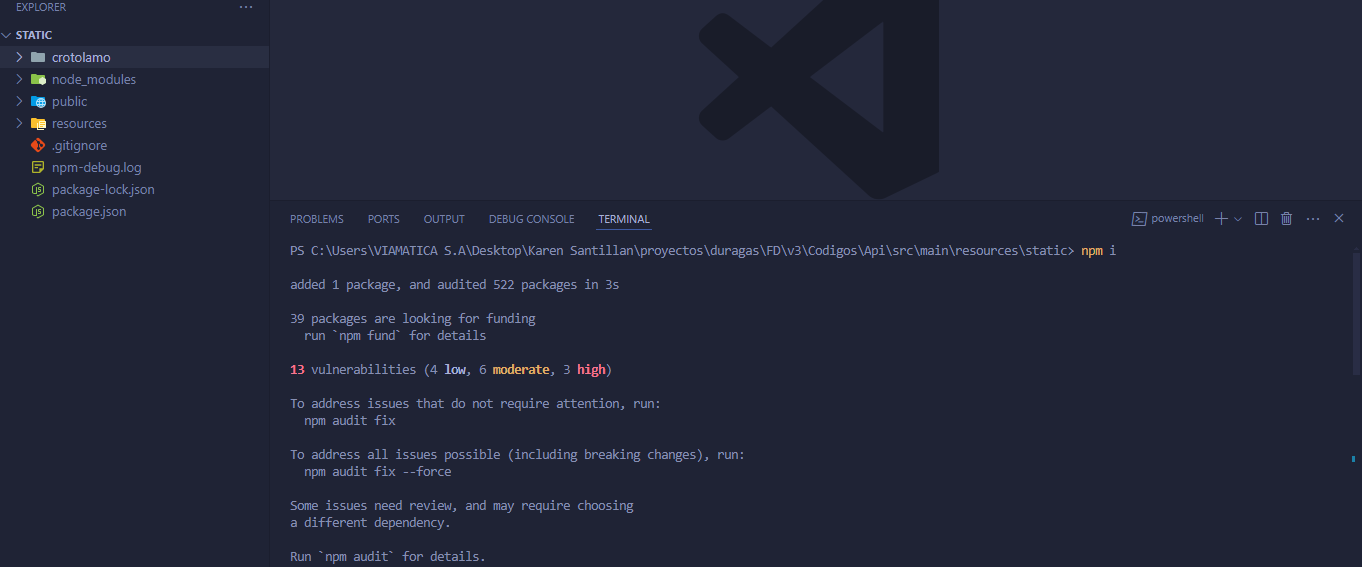 EXPLORER
STATIC
crotolamo
node_modules
public
resources
.gitignore
npm-debug.log
package-lock.json
package.json
PROBLEMS PORTS OUTPUT DEBUG CONSOLE TERMINAL
powershell
PS C:\Users\VIAMATICA S.A\Desktop\Karen Santillan\proyectos\duragas\FD\v3\Codigos\Api\src\main\resources\static> npm i
added 1 package, and audited 522 packages in 3s
39 packages are looking for funding
run `npm fund` for details
13 vulnerabilities (4 low, 6 moderate, 3 high)
To address issues that do not require attention, run:
npm audit fix
To address all issues possible (including breaking changes), run:
npm audit fix --force
Some issues need review, and may require choosing
a different dependency.
Run `npm audit` for details.